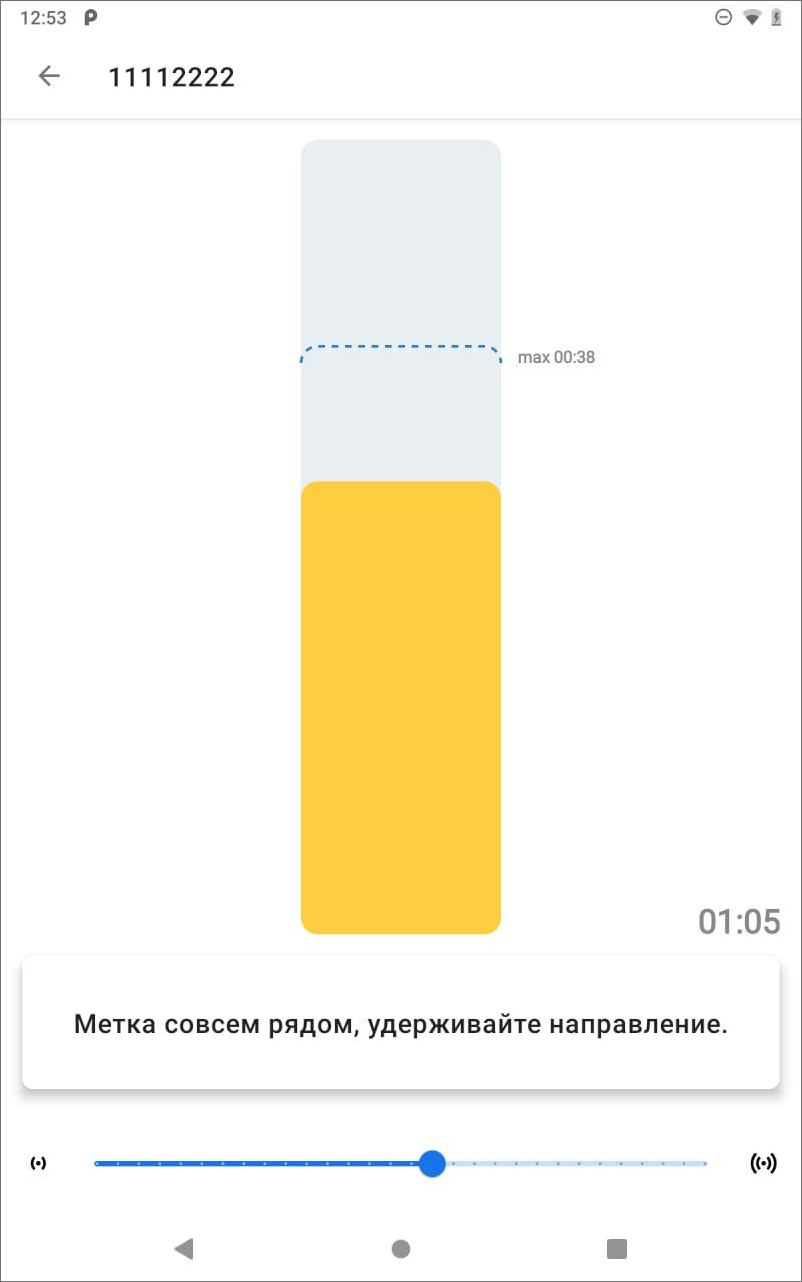 12:53
11112222
max 00:38
01:05
Метка совсем рядом, удерживайте направление.